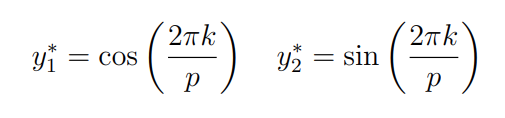 y₁* = cos(2πk/p) y₂* = sin(2πk/p)